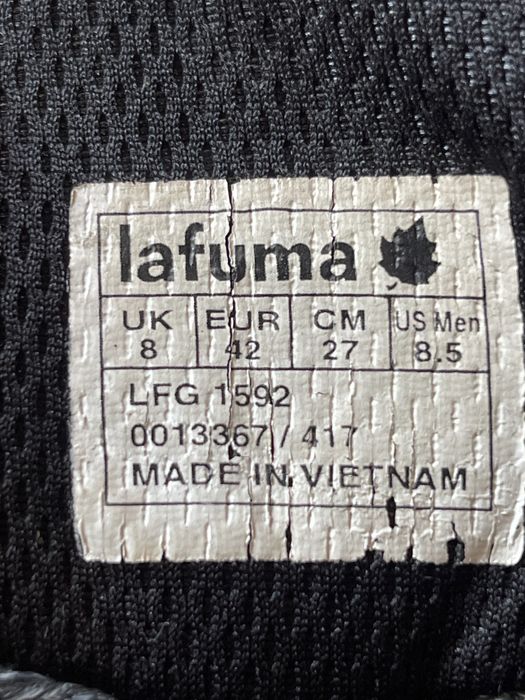 lafuma
UK EUR CM US Men
8 42 27 8.5
LFG 1592
0013367 / 417
MADE IN VIETNAM